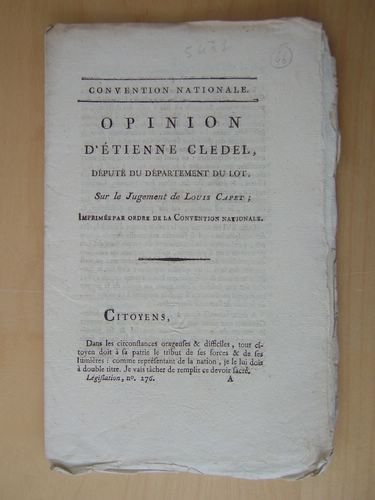 5485
46
CONVENTION NATIONALE.
OPINION
D'ÉTIENNE CLEDEL,
DÉPUTÉ DU DÉPARTEMENT DU LOT,
Sur le Jugement de LOUIS CAPET ;
IMPRIMÉE PAR ORDRE DE LA CONVENTION NATIONALE.
CITOYENS,
Dans les circonstances orageuses & difficiles, tout ci-
toyen doit à sa patrie le tribut de ses forces & de ses
lumières : comme représentant de la nation, je le lui dois
à double titre. Je vais tâcher de remplir ce devoir sacré.
Législation, n°. 176. A